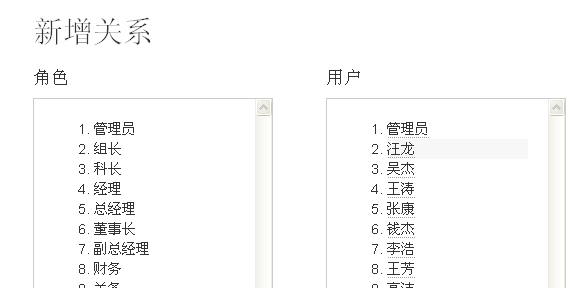 新增关系
角色
1. 管理员
2. 组长
3. 科长
4. 经理
5. 总经理
6. 董事长
7. 副总经理
8. 财务
用户
1. 管理员
2. 汪龙
3. 吴杰
4. 王涛
5. 张康
6. 钱杰
7. 李浩
8. 王芳